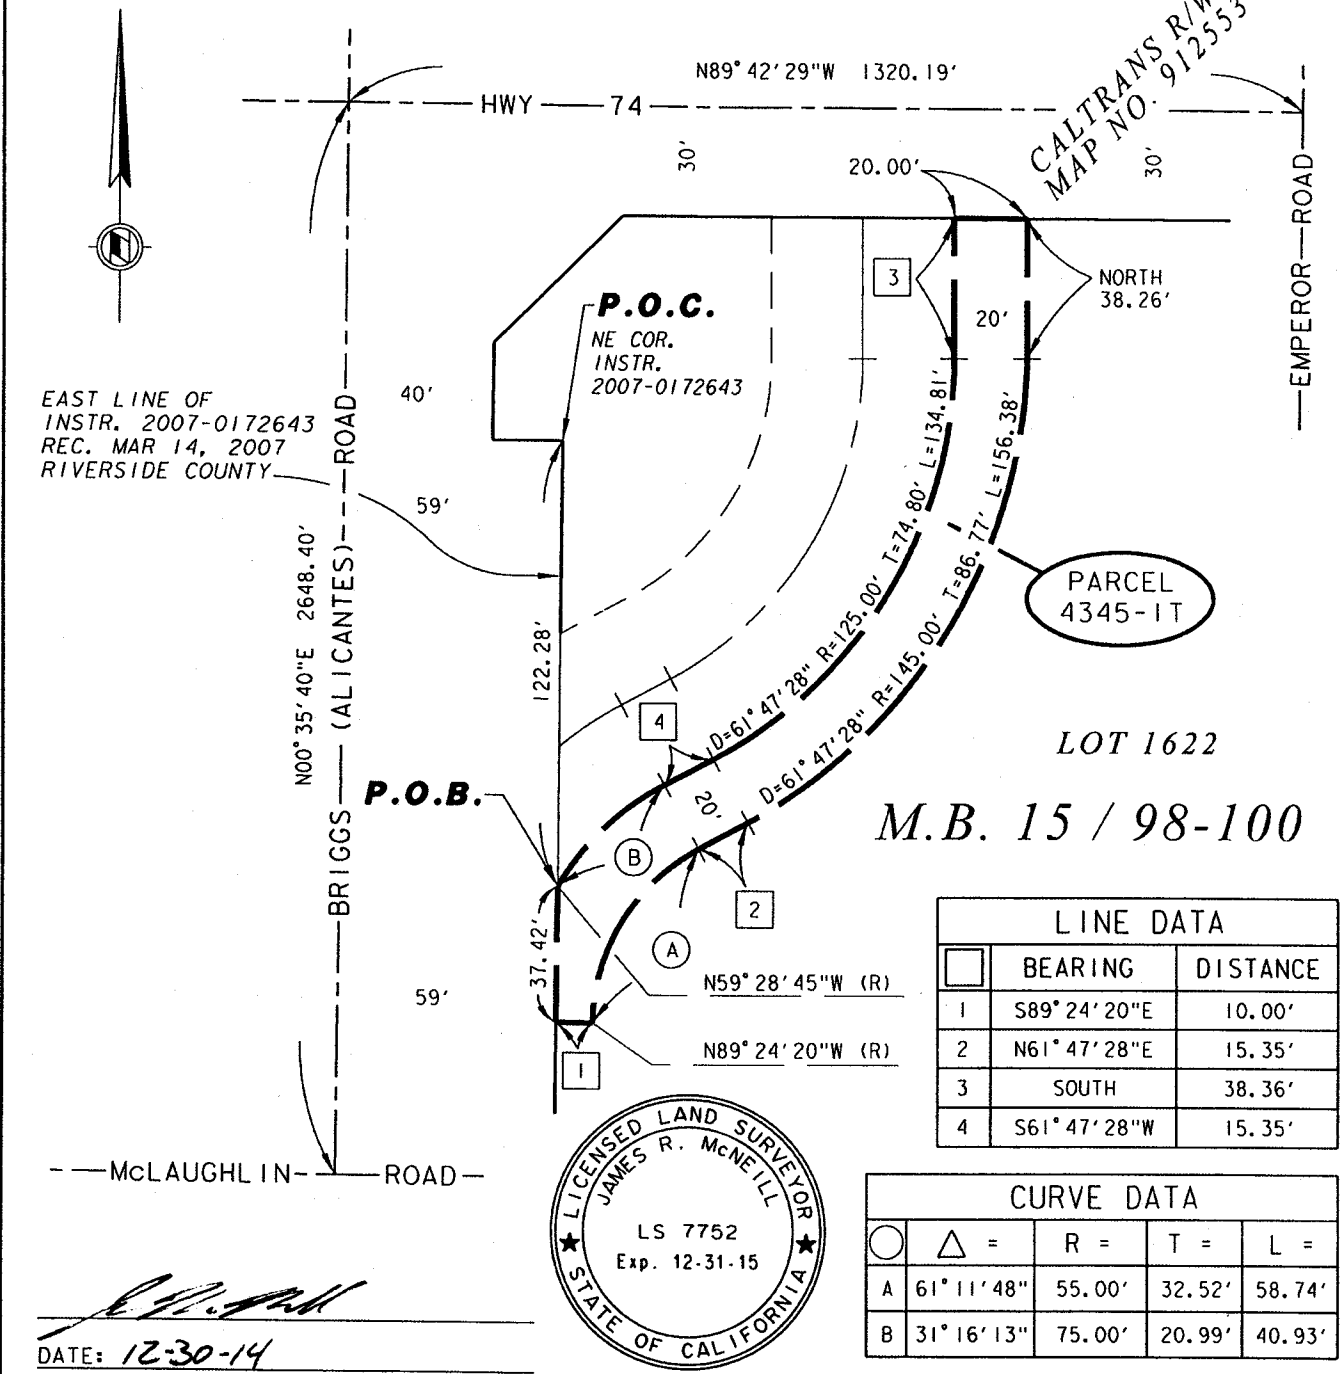 N89°42'29"W 1320.19'
CALTRANS R/W
MAP NO. 912553
HWY 74
30'
20.00'
30'
EMPEROR ROAD
3
NORTH
38.26'
20'
P.O.C.
NE COR.
INSTR.
2007-0172643
40'
EAST LINE OF
INSTR. 2007-0172643
REC. MAR 14, 2007
RIVERSIDE COUNTY
59'
N00°35'40"E 2648.40'
BRIGGS (ALICANTES) ROAD
122.28'
D=61°47'28" R=125.00' T=74.80' L=134.81'
D=61°47'28" R=145.00' T=86.77' L=156.38'
PARCEL
4345-1T
4
LOT 1622
P.O.B.
20'
M.B. 15 / 98-100
B
2
A
37.42'
N59°28'45"W (R)
59'
N89°24'20"W (R)
1
LINE DATA
BEARING DISTANCE
1 S89°24'20"E 10.00'
2 N61°47'28"E 15.35'
3 SOUTH 38.36'
4 S61°47'28"W 15.35'
McLAUGHLIN ROAD
LICENSED LAND SURVEYOR
JAMES R. McNEILL
LS 7752
Exp. 12-31-15
STATE OF CALIFORNIA
CURVE DATA
△ = R = T = L =
A 61°11'48" 55.00' 32.52' 58.74'
B 31°16'13" 75.00' 20.99' 40.93'
DATE: 12-30-14